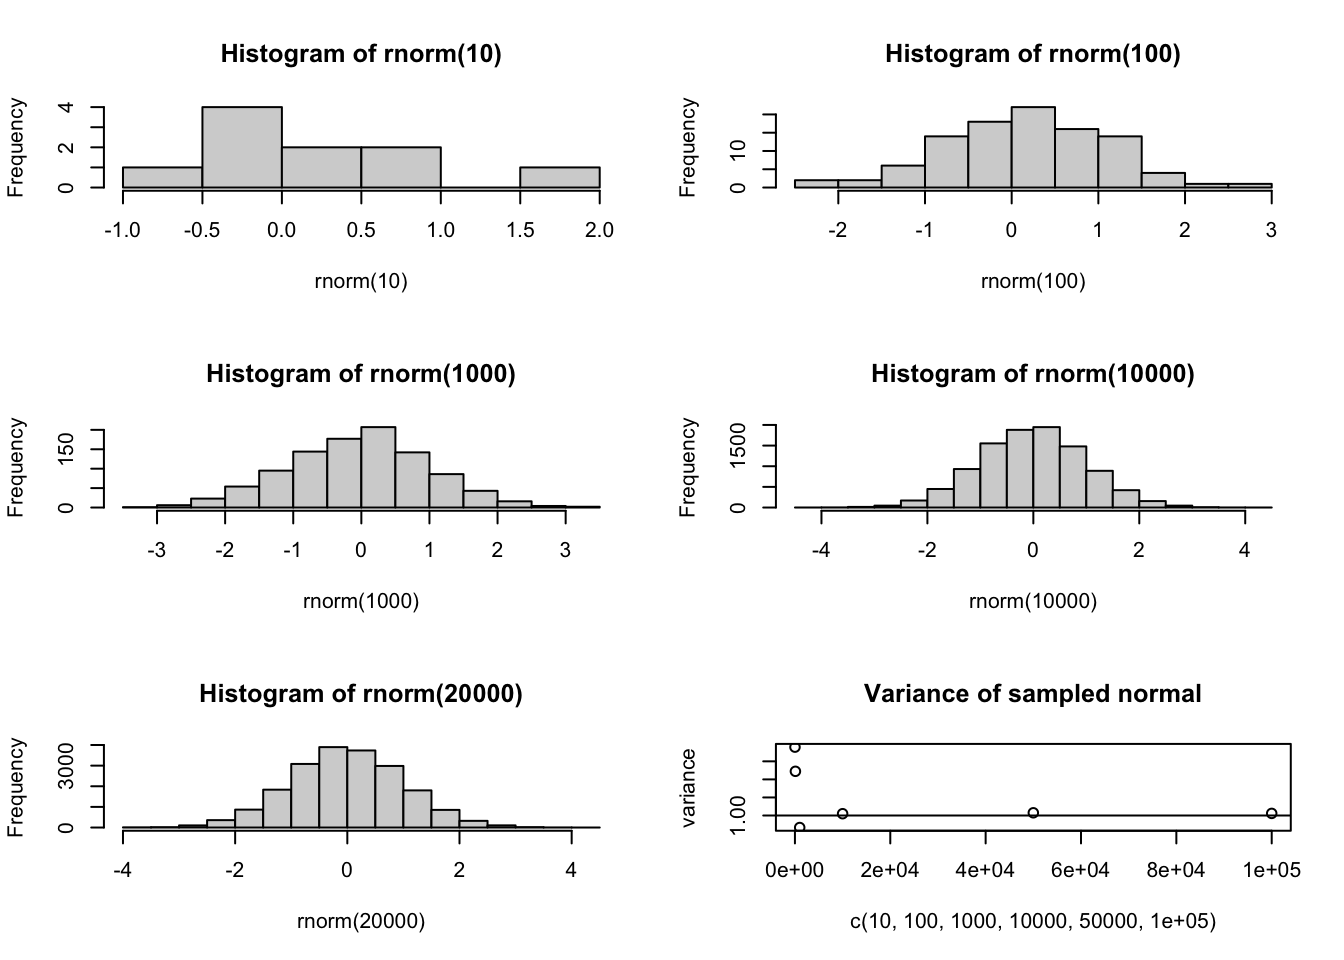 Histogram of rnorm(10)
Frequency
0 2 4
-1.0 -0.5 0.0 0.5 1.0 1.5 2.0
rnorm(10)
Histogram of rnorm(100)
Frequency
0 10
-2 -1 0 1 2 3
rnorm(100)
Histogram of rnorm(1000)
Frequency
0 150
-3 -2 -1 0 1 2 3
rnorm(1000)
Histogram of rnorm(10000)
Frequency
0 1500
-4 -2 0 2 4
rnorm(10000)
Histogram of rnorm(20000)
Frequency
0 3000
-4 -2 0 2 4
rnorm(20000)
Variance of sampled normal
variance
1.00
0e+00 2e+04 4e+04 6e+04 8e+04 1e+05
c(10, 100, 1000, 10000, 50000, 1e+05)